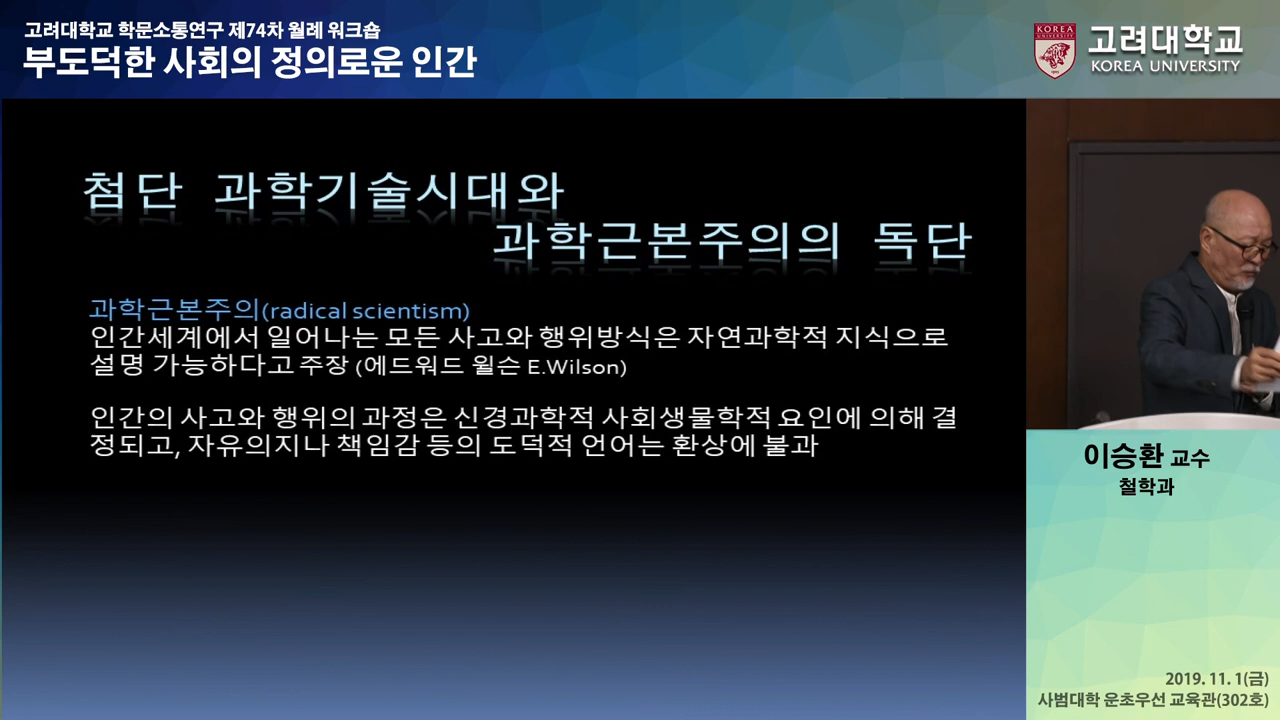 고려대학교 학문소통연구 제74차 월례 워크숍
부도덕한 사회의 정의로운 인간
KOREA
UNIVERSITY
1905
고려대학교
KOREA UNIVERSITY
첨단 과학기술시대와
과학근본주의의 독단
과학근본주의(radical scientism)
인간세계에서 일어나는 모든 사고와 행위방식은 자연과학적 지식으로
설명 가능하다고 주장 (에드워드 윌슨 E.Wilson)
인간의 사고와 행위의 과정은 신경과학적 사회생물학적 요인에 의해 결
정되고, 자유의지나 책임감 등의 도덕적 언어는 환상에 불과
이승환 교수
철학과
2019. 11. 1(금)
사범대학 운초우선 교육관(302호)